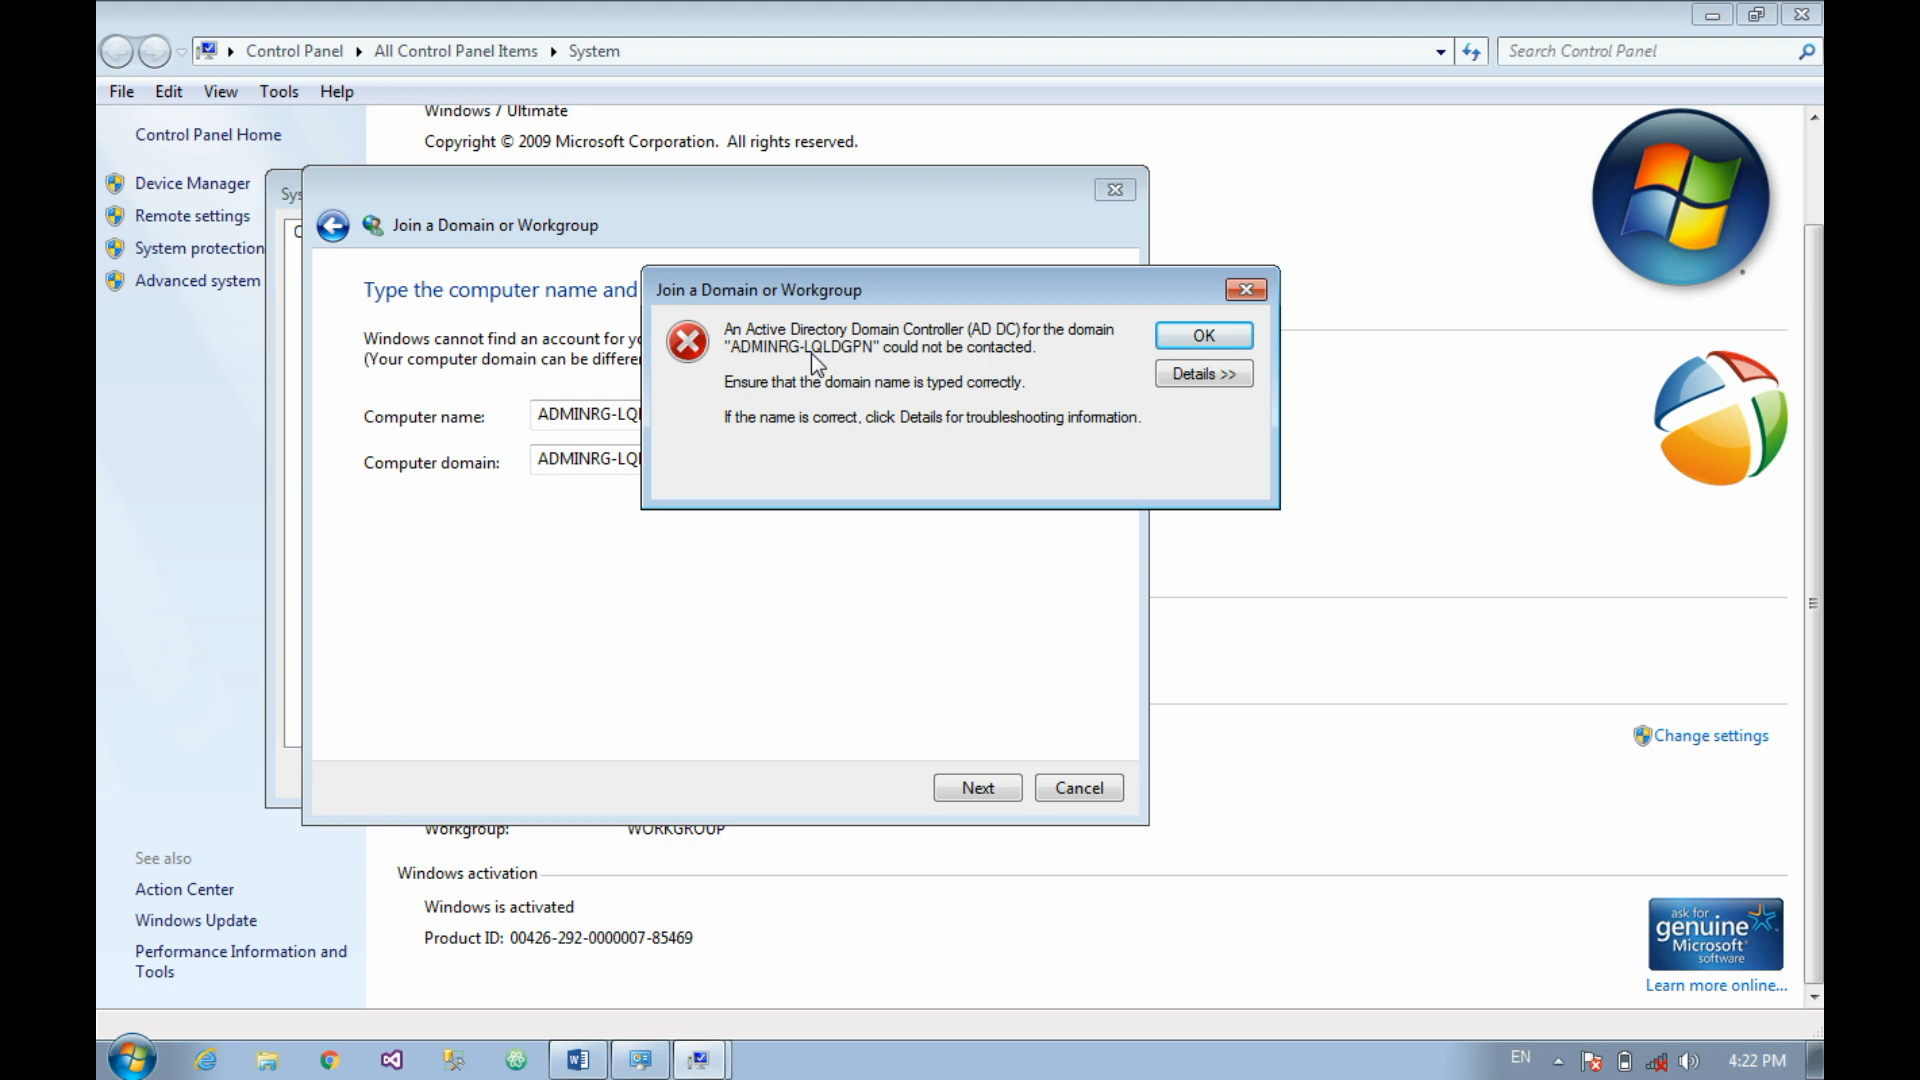 Control Panel
All Control Panel Items
System
Search Control Panel
File Edit View Tools Help
Control Panel Home
Device Manager
Remote settings
System protection
Advanced system
Windows 7 Ultimate
Copyright © 2009 Microsoft Corporation. All rights reserved.
Join a Domain or Workgroup
Type the computer name and
Windows cannot find an account for
(Your computer domain can be
Computer name: ADMINRG-LQ
Computer domain: ADMINRG-LQ
Join a Domain or Workgroup
An Active Directory Domain Controller (AD DC) for the domain
"ADMINRG-LQLDGPN" could not be contacted.
Ensure that the domain name is typed correctly.
If the name is correct, click Details for troubleshooting information.
OK
Details >>
Next
Cancel
Change settings
Workgroup: WORKGROUP
Windows activation
Windows is activated
Product ID: 00426-292-0000007-85469
See also
Action Center
Windows Update
Performance Information and
Tools
ask for
genuine
Microsoft
software
Learn more online...
EN
4:22 PM